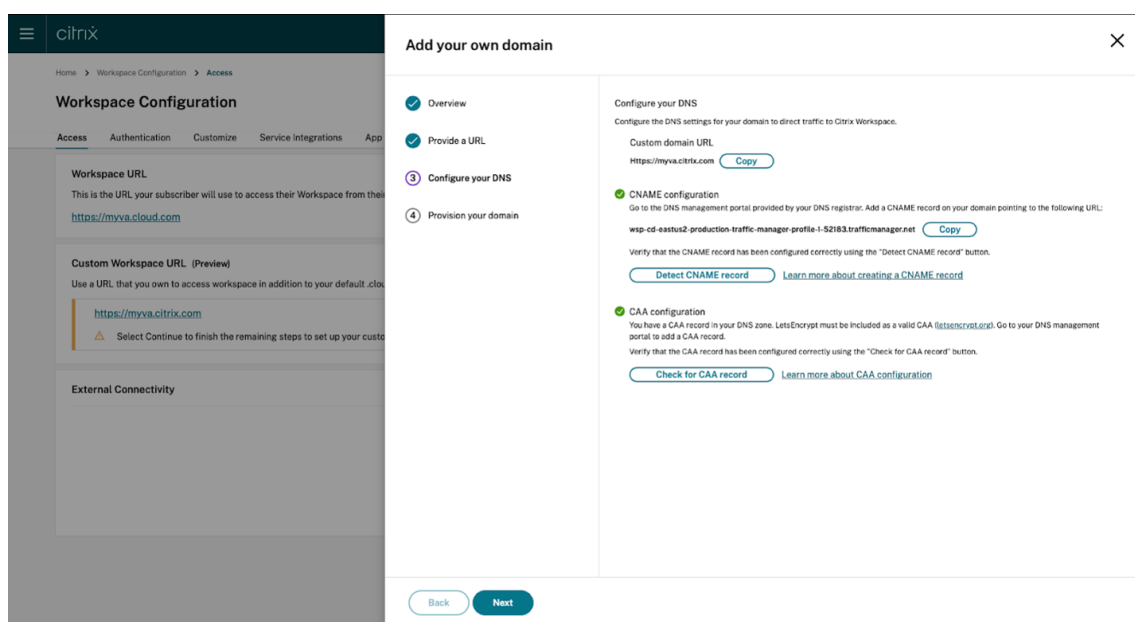 citrix
Home > Workspace Configuration > Access
Workspace Configuration
Access Authentication Customize Service Integrations App
Workspace URL
This is the URL your subscriber will use to access their Workspace from thei
https://myva.cloud.com
Custom Workspace URL (Preview)
Use a URL that you own to access workspace in addition to your default .clou
https://myva.citrix.com
Select Continue to finish the remaining steps to set up your custo
External Connectivity
Add your own domain
Overview
Provide a URL
3 Configure your DNS
4 Provision your domain
Configure your DNS
Configure the DNS settings for your domain to direct traffic to Citrix Workspace.
Custom domain URL
Https://myva.citrix.com Copy
CNAME configuration
Go to the DNS management portal provided by your DNS registrar. Add a CNAME record on your domain pointing to the following URL:
wsp-cd-eastus2-production-traffic-manager-profile-1-52183.trafficmanager.net Copy
Verify that the CNAME record has been configured correctly using the "Detect CNAME record" button.
Detect CNAME record Learn more about creating a CNAME record
CAA configuration
You have a CAA record in your DNS zone. LetsEncrypt must be included as a valid CAA (letsencrypt.org). Go to your DNS management
portal to add a CAA record.
Verify that the CAA record has been configured correctly using the "Check for CAA record" button.
Check for CAA record Learn more about CAA configuration
Back Next